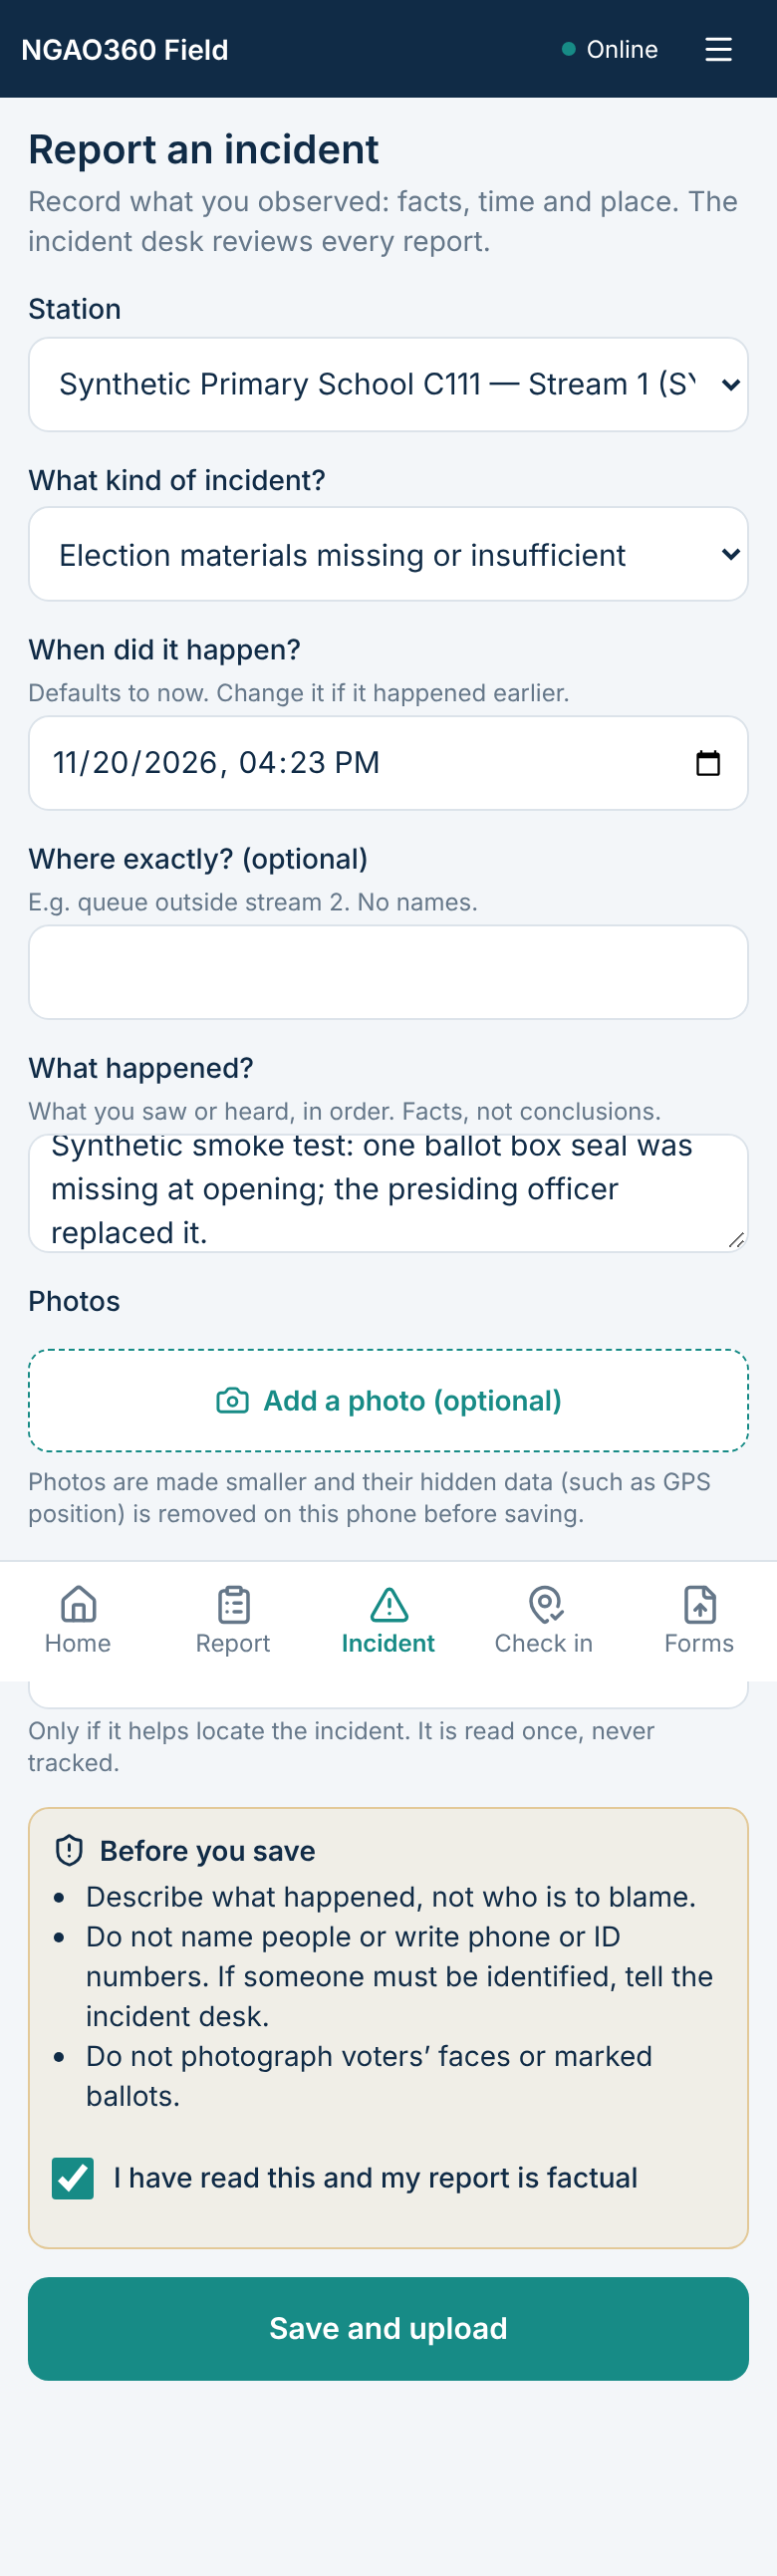 NGAO360 Field
Online
Report an incident
Record what you observed: facts, time and place. The
incident desk reviews every report.
Station
Synthetic Primary School C111 — Stream 1 (SY
What kind of incident?
Election materials missing or insufficient
When did it happen?
Defaults to now. Change it if it happened earlier.
11/20/2026, 04:23 PM
Where exactly? (optional)
E.g. queue outside stream 2. No names.
What happened?
What you saw or heard, in order. Facts, not conclusions.
Synthetic smoke test: one ballot box seal was
missing at opening; the presiding officer
replaced it.
Photos
Add a photo (optional)
Photos are made smaller and their hidden data (such as GPS
position) is removed on this phone before saving.
Home
Report
Incident
Check in
Forms
Only if it helps locate the incident. It is read once, never
tracked.
Before you save
• Describe what happened, not who is to blame.
• Do not name people or write phone or ID
numbers. If someone must be identified, tell the
incident desk.
• Do not photograph voters’ faces or marked
ballots.
I have read this and my report is factual
Save and upload